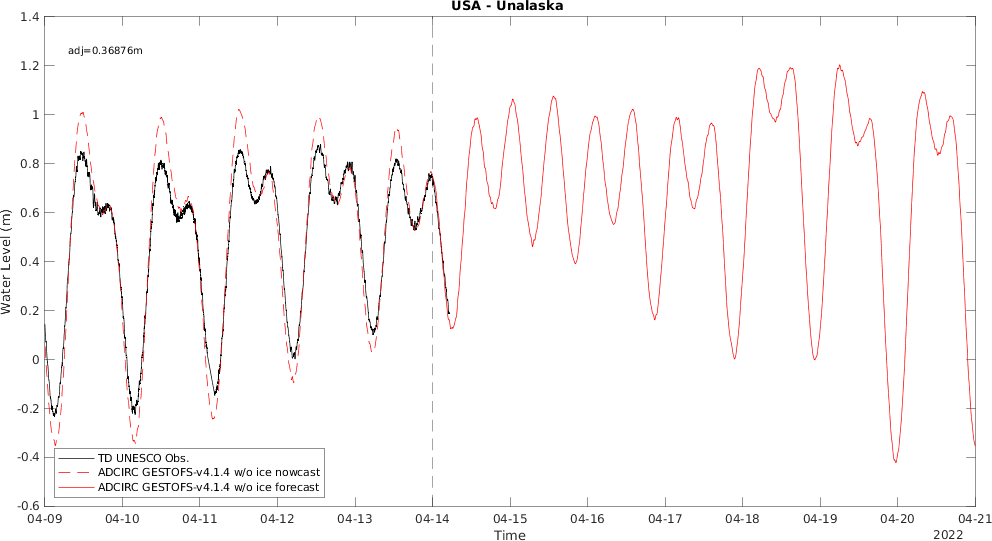 USA - Unalaska
adj=0.36876m
Water Level (m)
1.4
1.2
1
0.8
0.6
0.4
0.2
0
-0.2
-0.4
-0.6
TD UNESCO Obs.
ADCIRC GESTOFS-v4.1.4 w/o ice nowcast
ADCIRC GESTOFS-v4.1.4 w/o ice forecast
04-09 04-10 04-11 04-12 04-13 04-14 04-15 04-16 04-17 04-18 04-19 04-20 04-21
Time
2022